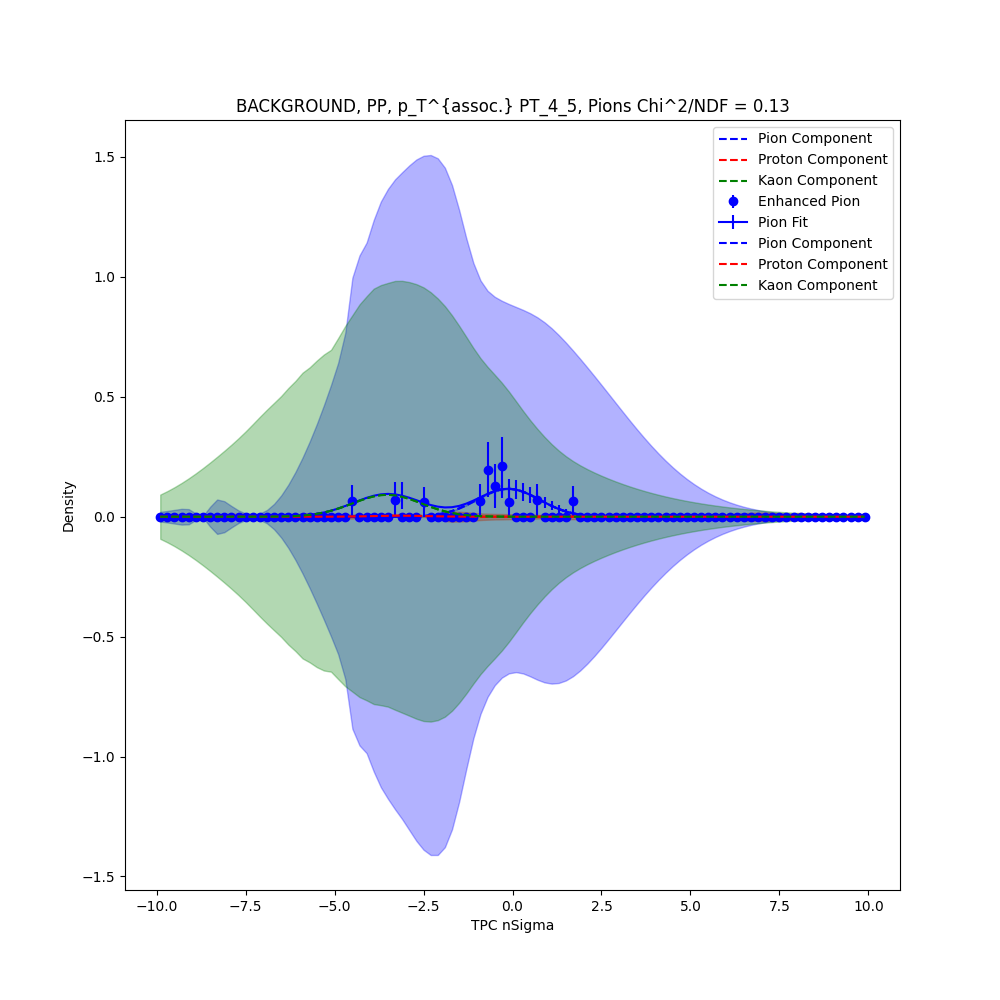 BACKGROUND, PP, p_T^{assoc.} PT_4_5, Pions Chi^2/NDF = 0.13
Pion Component
Proton Component
Kaon Component
Enhanced Pion
Pion Fit
Pion Component
Proton Component
Kaon Component
1.5
1.0
0.5
0.0
−0.5
−1.0
−1.5
Density
−10.0 −7.5 −5.0 −2.5 0.0 2.5 5.0 7.5 10.0
TPC nSigma